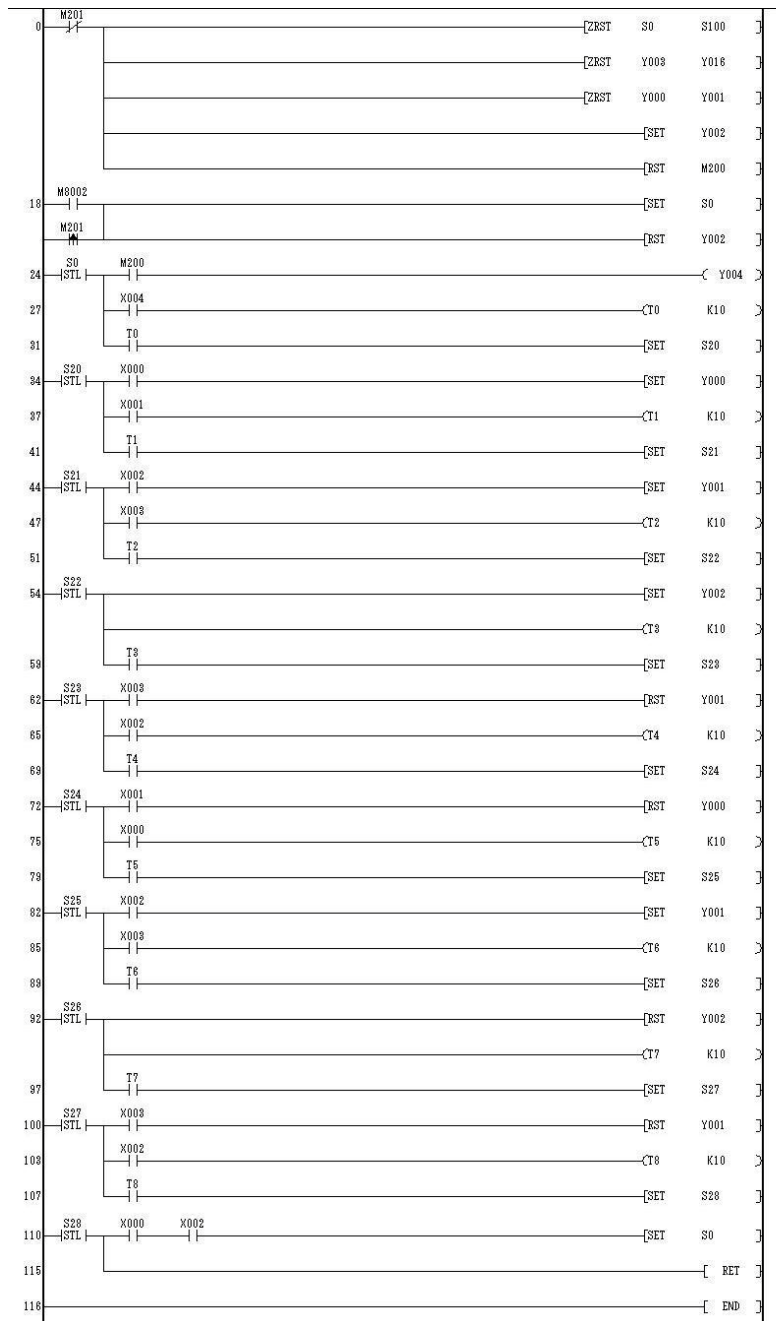 M201
0 [ZRST S0 S100 ]
[ZRST Y003 Y016 ]
[ZRST Y000 Y001 ]
[SET Y002 ]
[RST M200 ]
M8002
18 [SET S0 ]
M201
[RST Y002 ]
S0 M200
24 STL ( Y004 )
X004
27 (T0 K10 )
T0
31 [SET S20 ]
S20 X000
34 STL [SET Y000 ]
X001
37 (T1 K10 )
T1
41 [SET S21 ]
S21 X002
44 STL [SET Y001 ]
X003
47 (T2 K10 )
T2
51 [SET S22 ]
S22
54 STL [SET Y002 ]
(T3 K10 )
T3
59 [SET S23 ]
S23 X003
62 STL [RST Y001 ]
X002
65 (T4 K10 )
T4
69 [SET S24 ]
S24 X001
72 STL [RST Y000 ]
X000
75 (T5 K10 )
T5
79 [SET S25 ]
S25 X002
82 STL [SET Y001 ]
X003
85 (T6 K10 )
T6
89 [SET S26 ]
S26
92 STL [RST Y002 ]
(T7 K10 )
T7
97 [SET S27 ]
S27 X003
100 STL [RST Y001 ]
X002
103 (T8 K10 )
T8
107 [SET S28 ]
S28 X000 X002
110 STL [SET S0 ]
115 [ RET ]
116 [ END ]